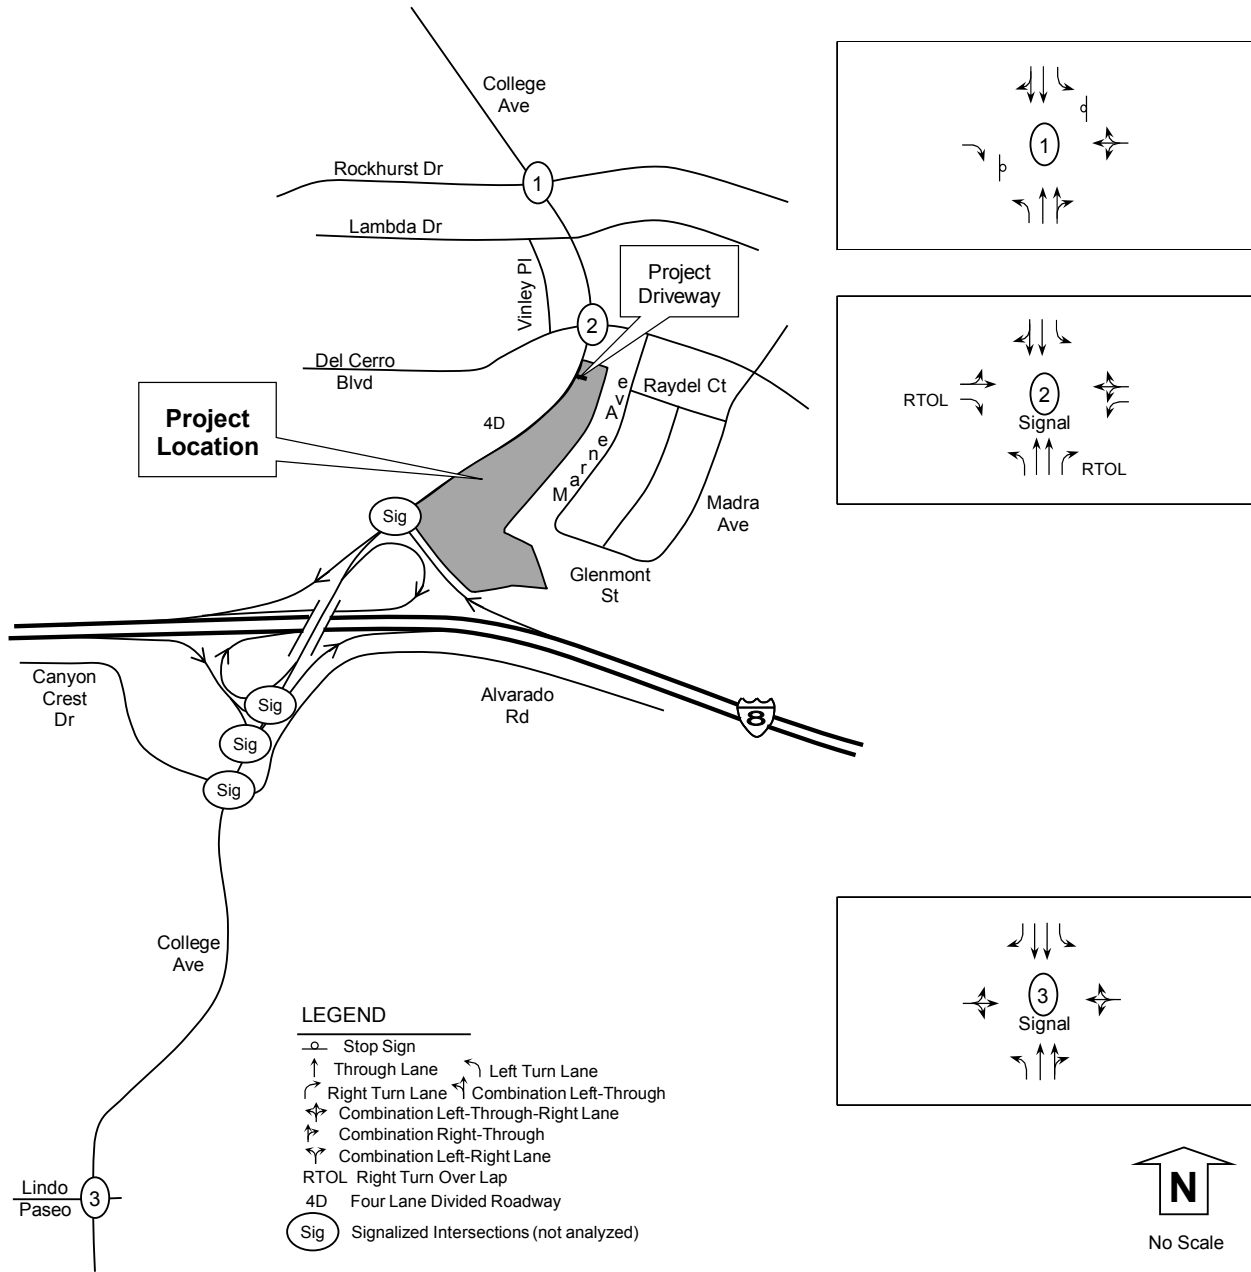 College
Ave
Rockhurst Dr
1
Lambda Dr
Vinley Pl
Project
Driveway
2
Del Cerro
Blvd
Raydel Ct
Marnene Ave
Project
Location
4D
Madra
Ave
Sig
Glenmont
St
Canyon
Crest
Dr
Alvarado
Rd
8
Sig
Sig
Sig
College
Ave
Lindo
Paseo
3
1
RTOL
2
Signal
RTOL
3
Signal
LEGEND
Stop Sign
Through Lane Left Turn Lane
Right Turn Lane Combination Left-Through
Combination Left-Through-Right Lane
Combination Right-Through
Combination Left-Right Lane
RTOL Right Turn Over Lap
4D Four Lane Divided Roadway
Sig Signalized Intersections (not analyzed)
N
No Scale